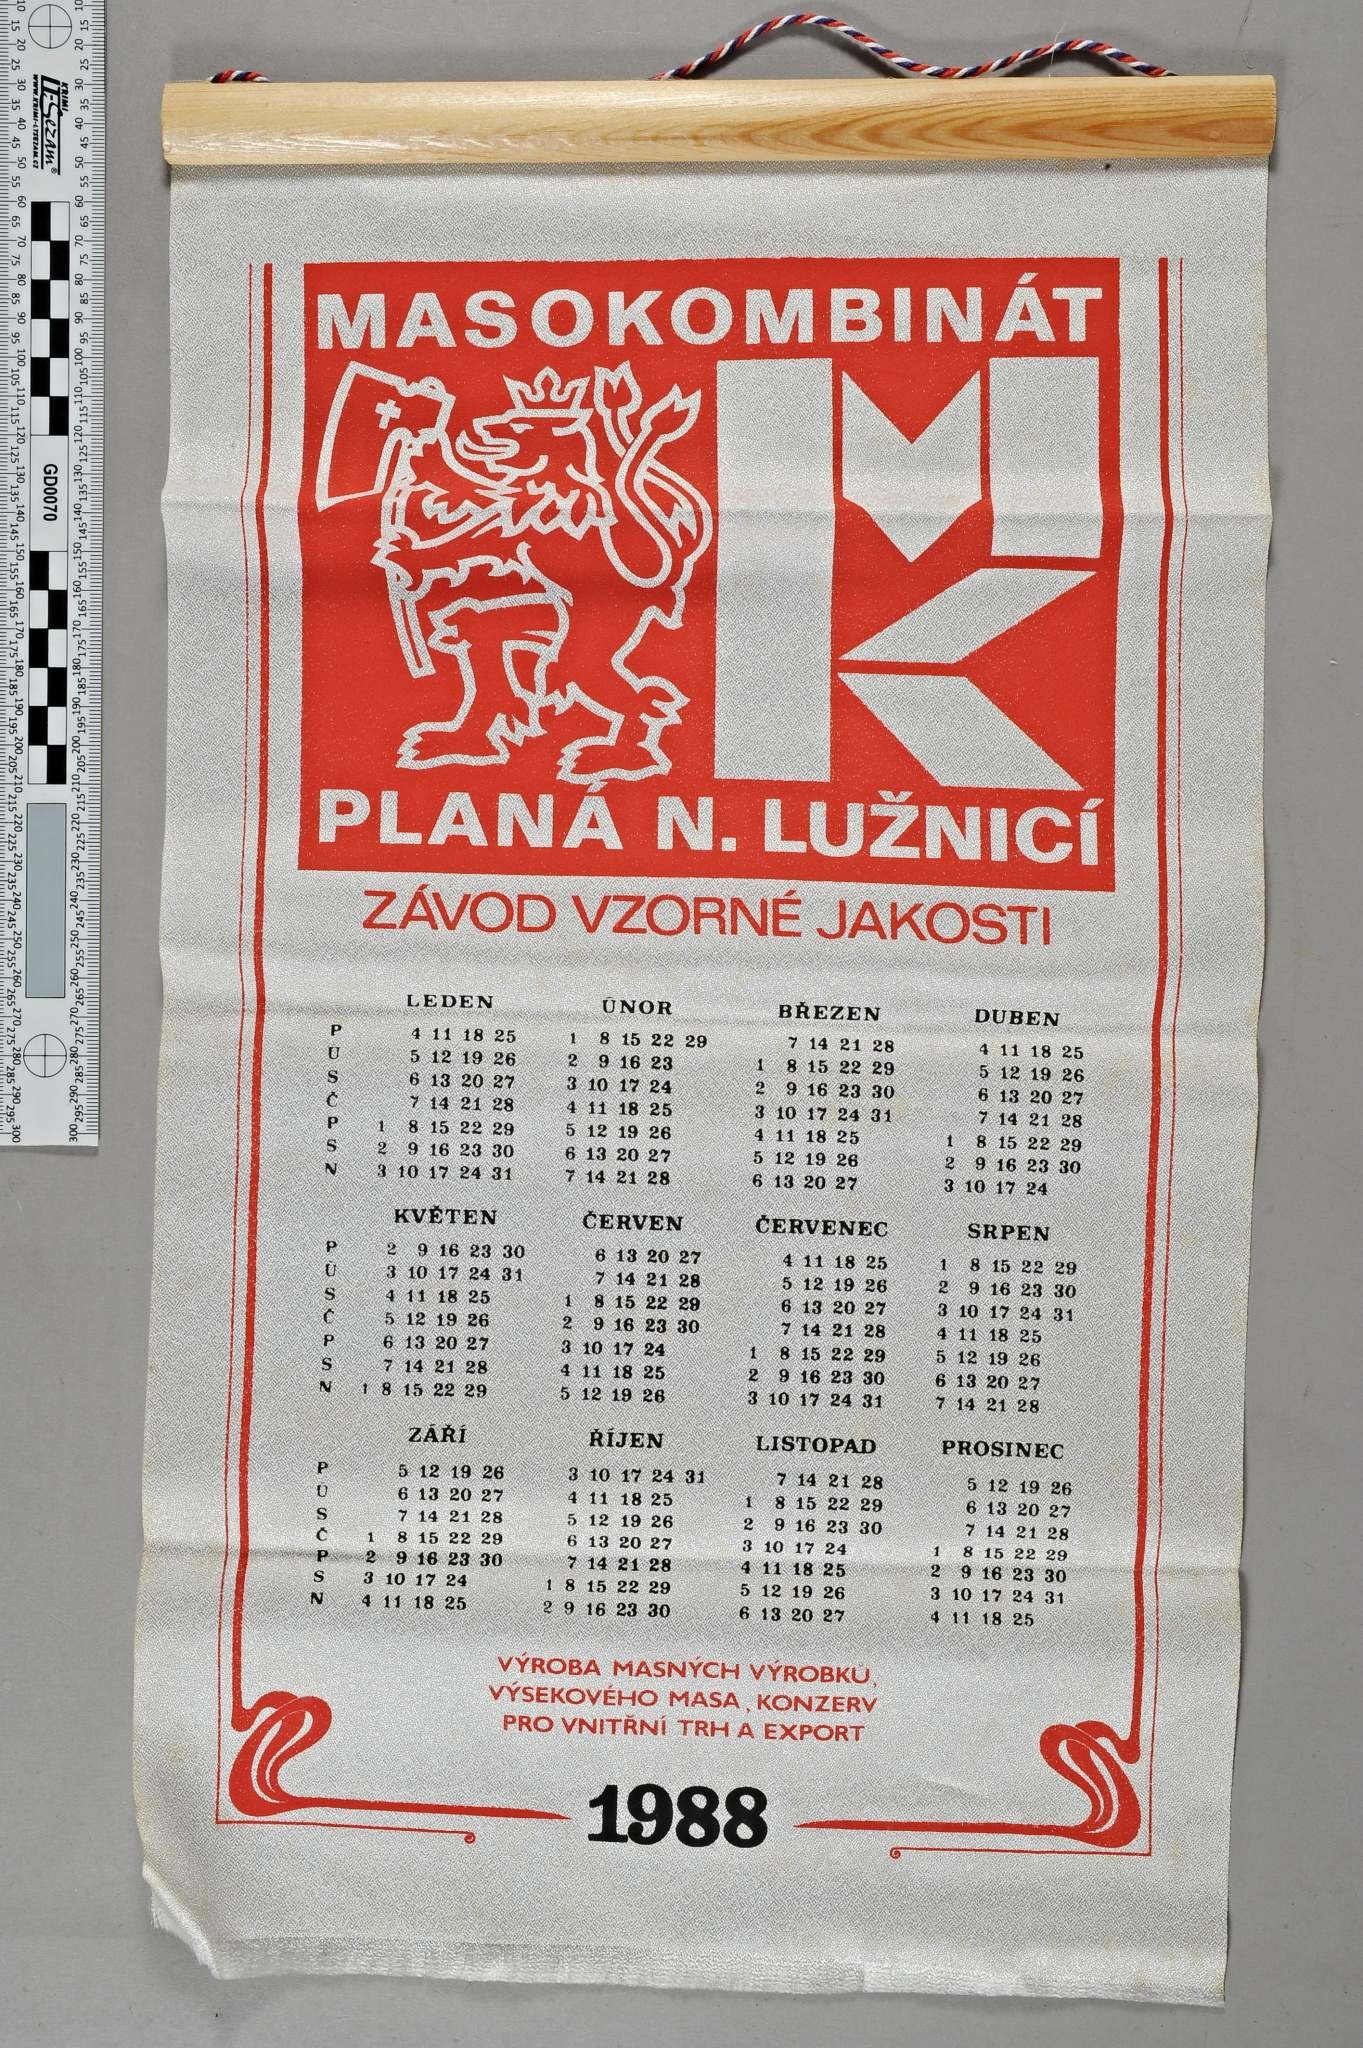 MASOKOMBINÁT
MK
PLANÁ N. LUŽNICÍ
ZÁVOD VZORNÉ JAKOSTI
LEDEN ÚNOR BŘEZEN DUBEN
P 4 11 18 25 1 8 15 22 29 7 14 21 28 4 11 18 25
Ú 5 12 19 26 2 9 16 23 1 8 15 22 29 5 12 19 26
S 6 13 20 27 3 10 17 24 2 9 16 23 30 6 13 20 27
Č 7 14 21 28 4 11 18 25 3 10 17 24 31 7 14 21 28
P 1 8 15 22 29 5 12 19 26 4 11 18 25 1 8 15 22 29
S 2 9 16 23 30 6 13 20 27 5 12 19 26 2 9 16 23 30
N 3 10 17 24 31 7 14 21 28 6 13 20 27 3 10 17 24
KVĚTEN ČERVEN ČERVENEC SRPEN
P 2 9 16 23 30 6 13 20 27 4 11 18 25 1 8 15 22 29
Ú 3 10 17 24 31 7 14 21 28 5 12 19 26 2 9 16 23 30
S 4 11 18 25 1 8 15 22 29 6 13 20 27 3 10 17 24 31
Č 5 12 19 26 2 9 16 23 30 7 14 21 28 4 11 18 25
P 6 13 20 27 3 10 17 24 1 8 15 22 29 5 12 19 26
S 7 14 21 28 4 11 18 25 2 9 16 23 30 6 13 20 27
N 1 8 15 22 29 5 12 19 26 3 10 17 24 31 7 14 21 28
ZÁŘÍ ŘÍJEN LISTOPAD PROSINEC
P 5 12 19 26 3 10 17 24 31 7 14 21 28 5 12 19 26
Ú 6 13 20 27 4 11 18 25 1 8 15 22 29 6 13 20 27
S 7 14 21 28 5 12 19 26 2 9 16 23 30 7 14 21 28
Č 1 8 15 22 29 6 13 20 27 3 10 17 24 1 8 15 22 29
P 2 9 16 23 30 7 14 21 28 4 11 18 25 2 9 16 23 30
S 3 10 17 24 1 8 15 22 29 5 12 19 26 3 10 17 24 31
N 4 11 18 25 2 9 16 23 30 6 13 20 27 4 11 18 25
VÝROBA MASNÝCH VÝROBKŮ,
VÝSEKOVÉHO MASA, KONZERV
PRO VNITŘNÍ TRH A EXPORT
1988
KRIMI
IT-Sezam®
WWW.KRIMI-LTSEZAM.CZ
GD0070